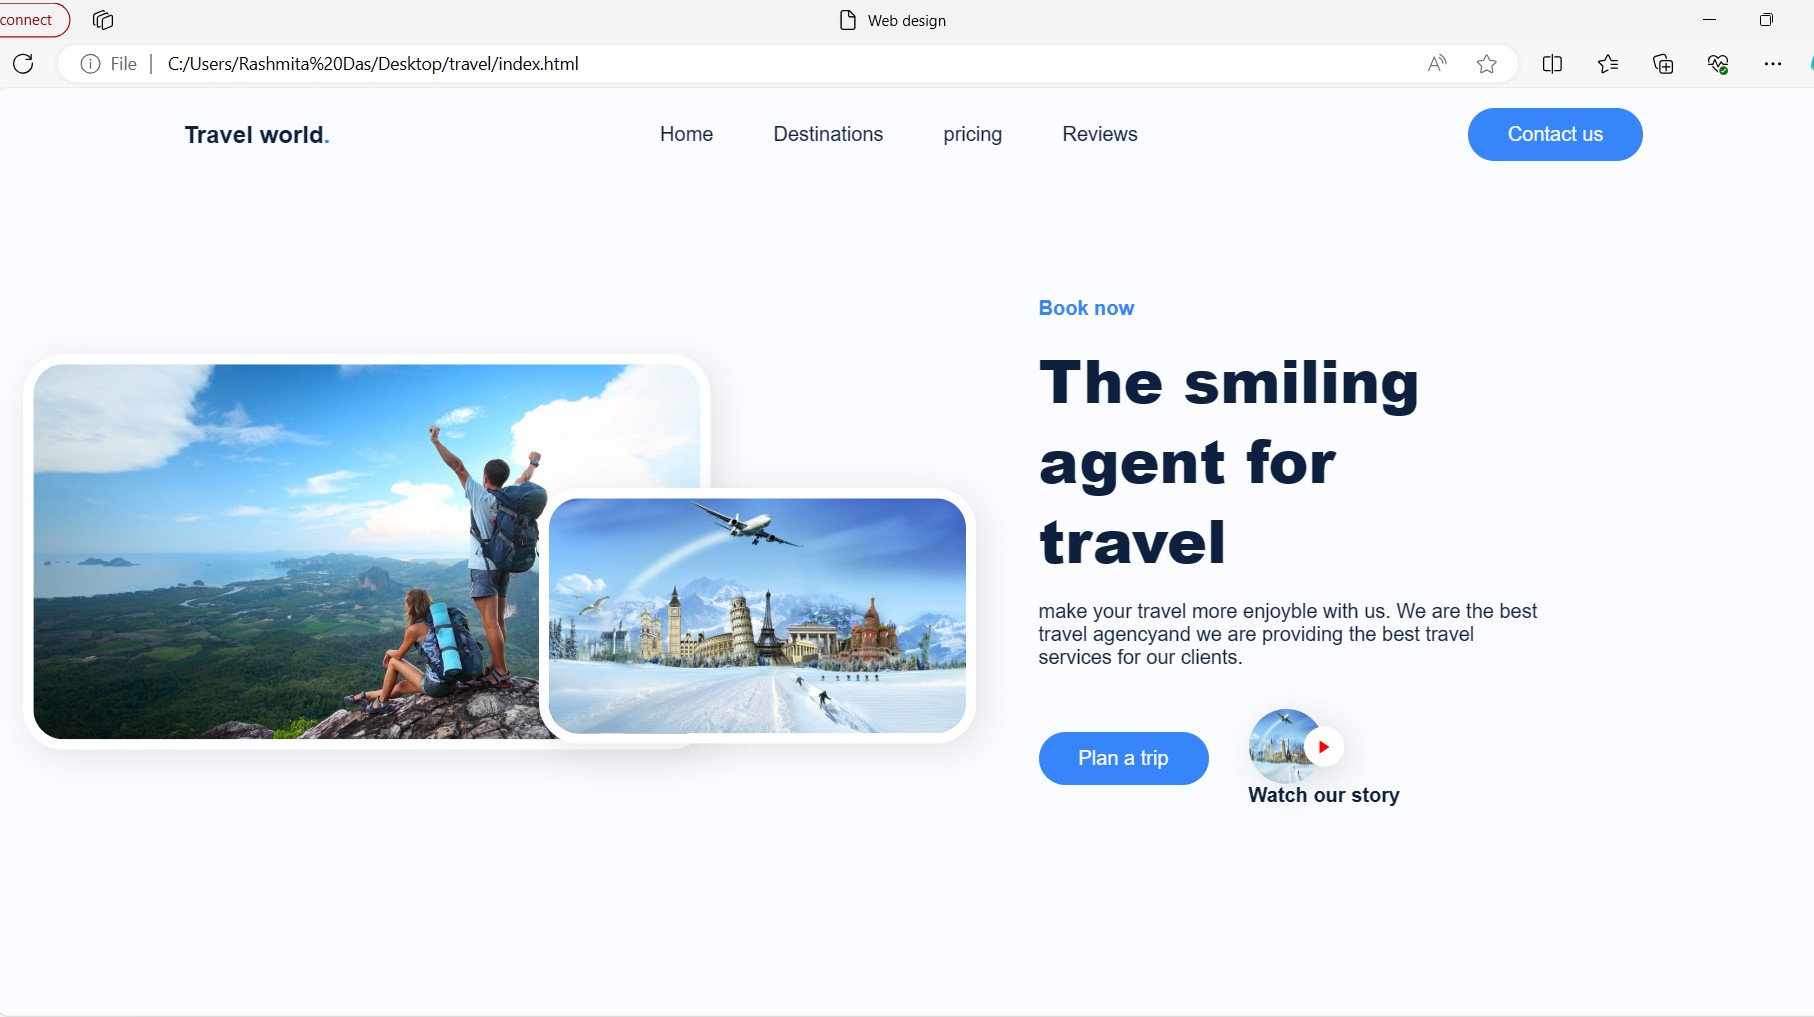 connect
Web design
File
C:/Users/Rashmita%20Das/Desktop/travel/index.html
Travel world.
Home
Destinations
pricing
Reviews
Contact us
Book now
The smiling
agent for
travel
make your travel more enjoyble with us. We are the best
travel agencyand we are providing the best travel
services for our clients.
Plan a trip
Watch our story